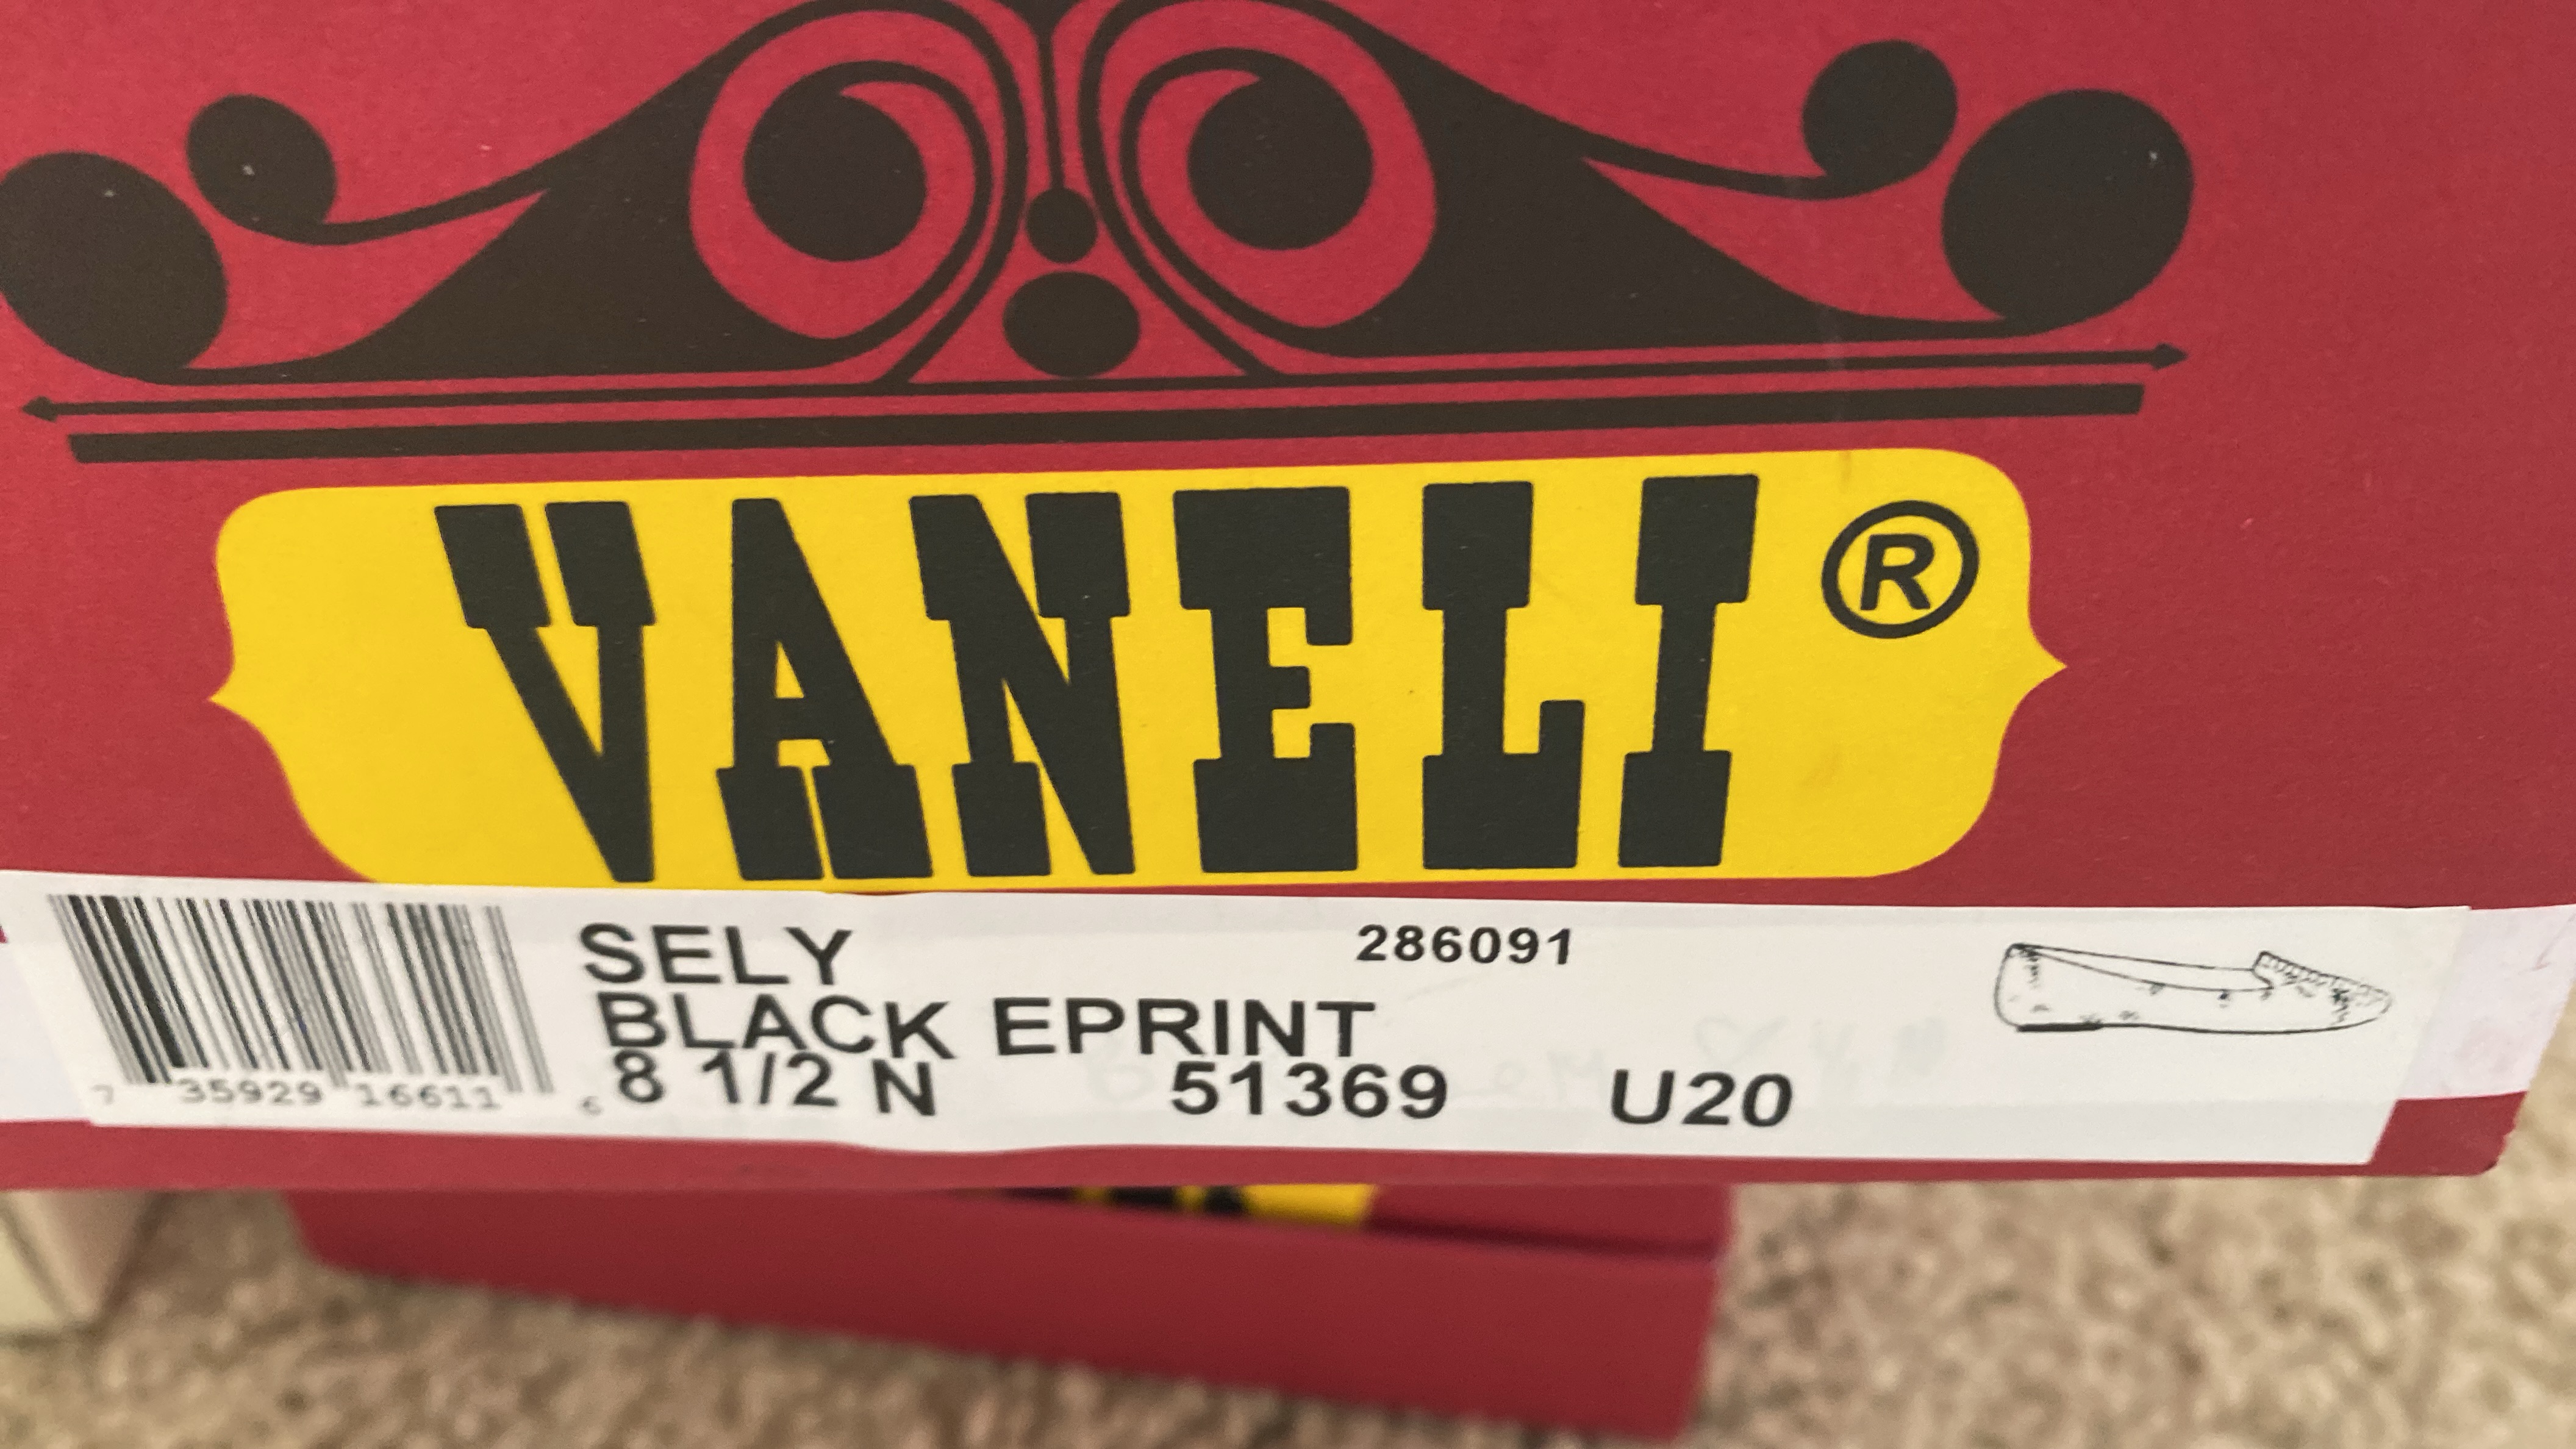 VANELI®
SELY 286091
BLACK EPRINT
8 1/2 N 51369 U20
7 35929 16611 6